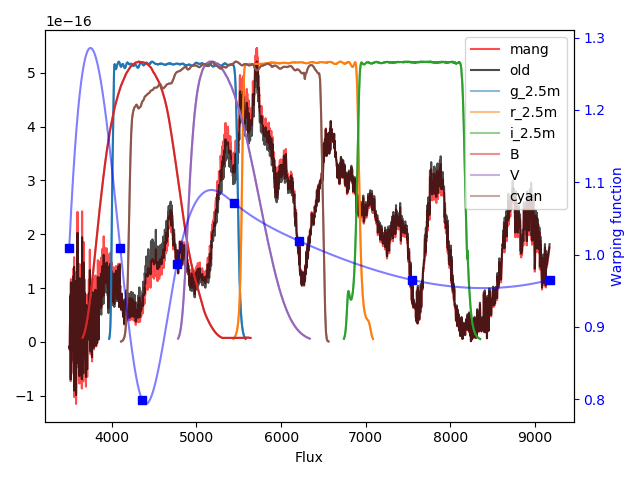 1e−16
mang
old
g_2.5m
r_2.5m
i_2.5m
B
V
cyan
5
4
3
2
1
0
−1
1.3
1.2
1.1
1.0
0.9
0.8
Warping function
4000 5000 6000 7000 8000 9000
Flux